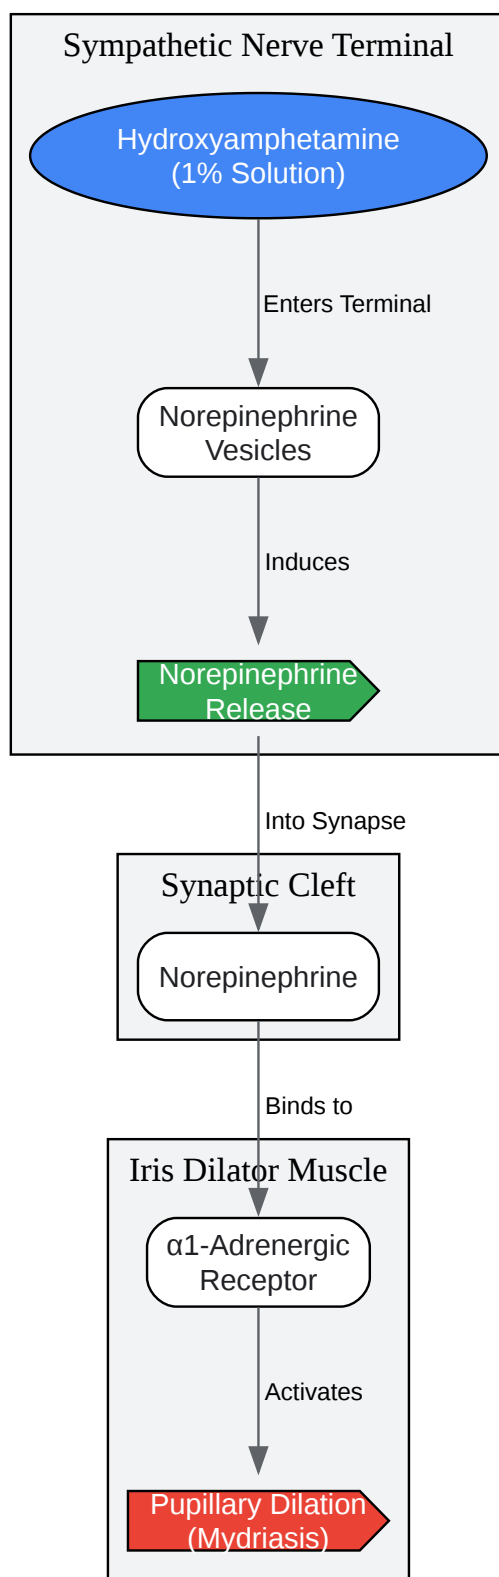 Sympathetic Nerve Terminal
Hydroxyamphetamine
(1% Solution)
Enters Terminal
Norepinephrine
Vesicles
Induces
Norepinephrine
Release
Into Synapse
Synaptic Cleft
Norepinephrine
Binds to
Iris Dilator Muscle
α1-Adrenergic
Receptor
Activates
Pupillary Dilation
(Mydriasis)